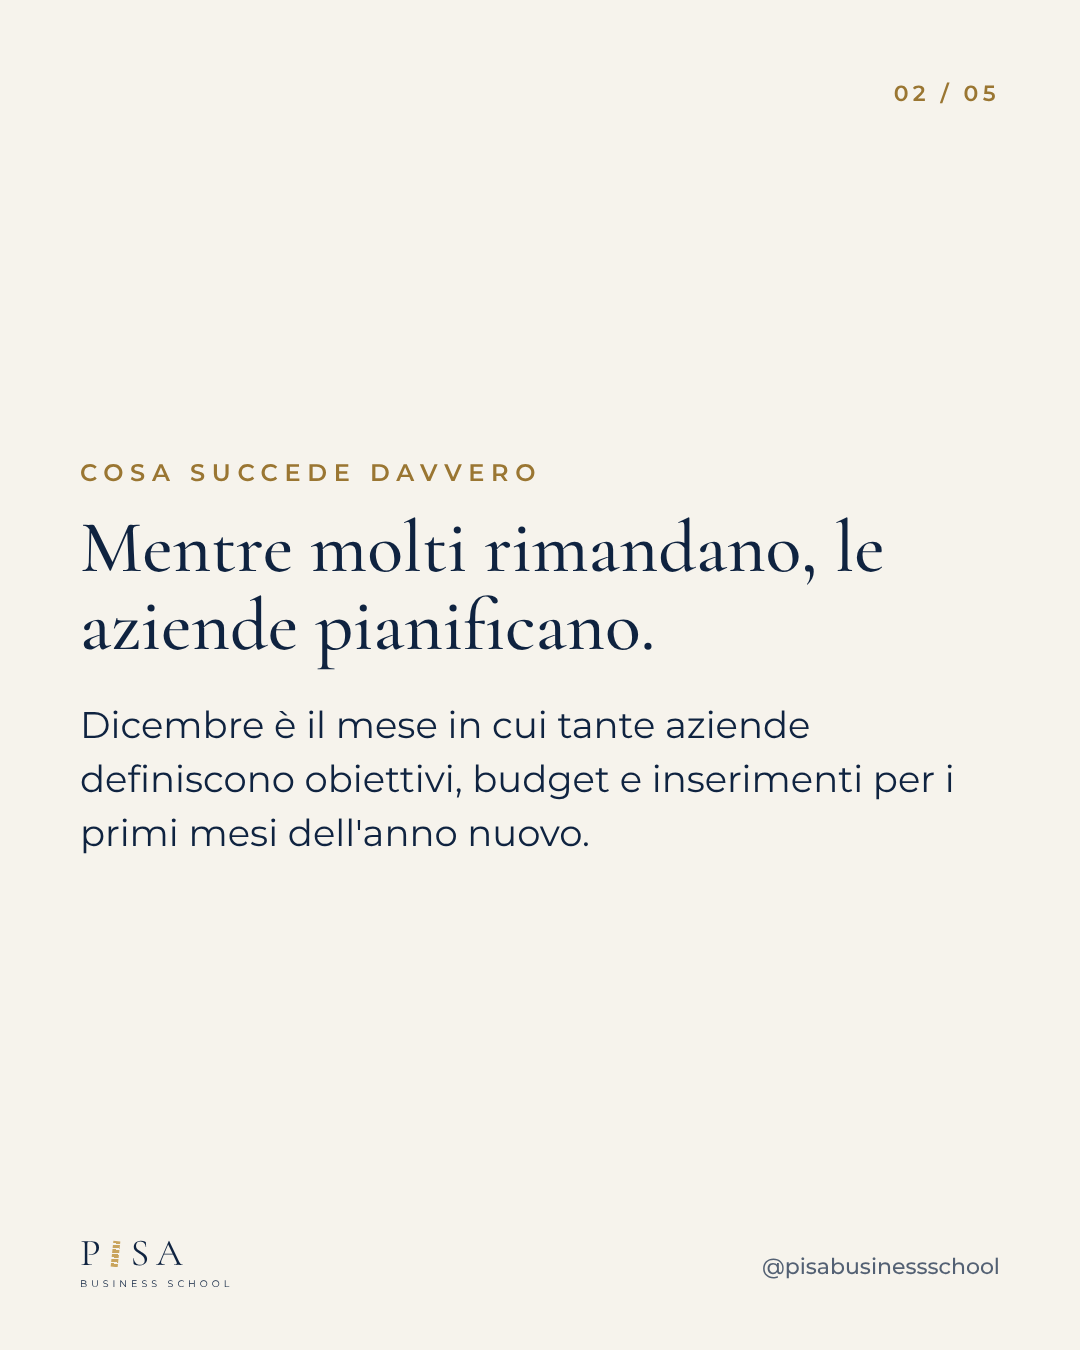 02 / 05
COSA SUCCEDE DAVVERO
Mentre molti rimandano, le
aziende pianificano.
Dicembre è il mese in cui tante aziende
definiscono obiettivi, budget e inserimenti per i
primi mesi dell'anno nuovo.
PISA
BUSINESS SCHOOL
@pisabusinessschool